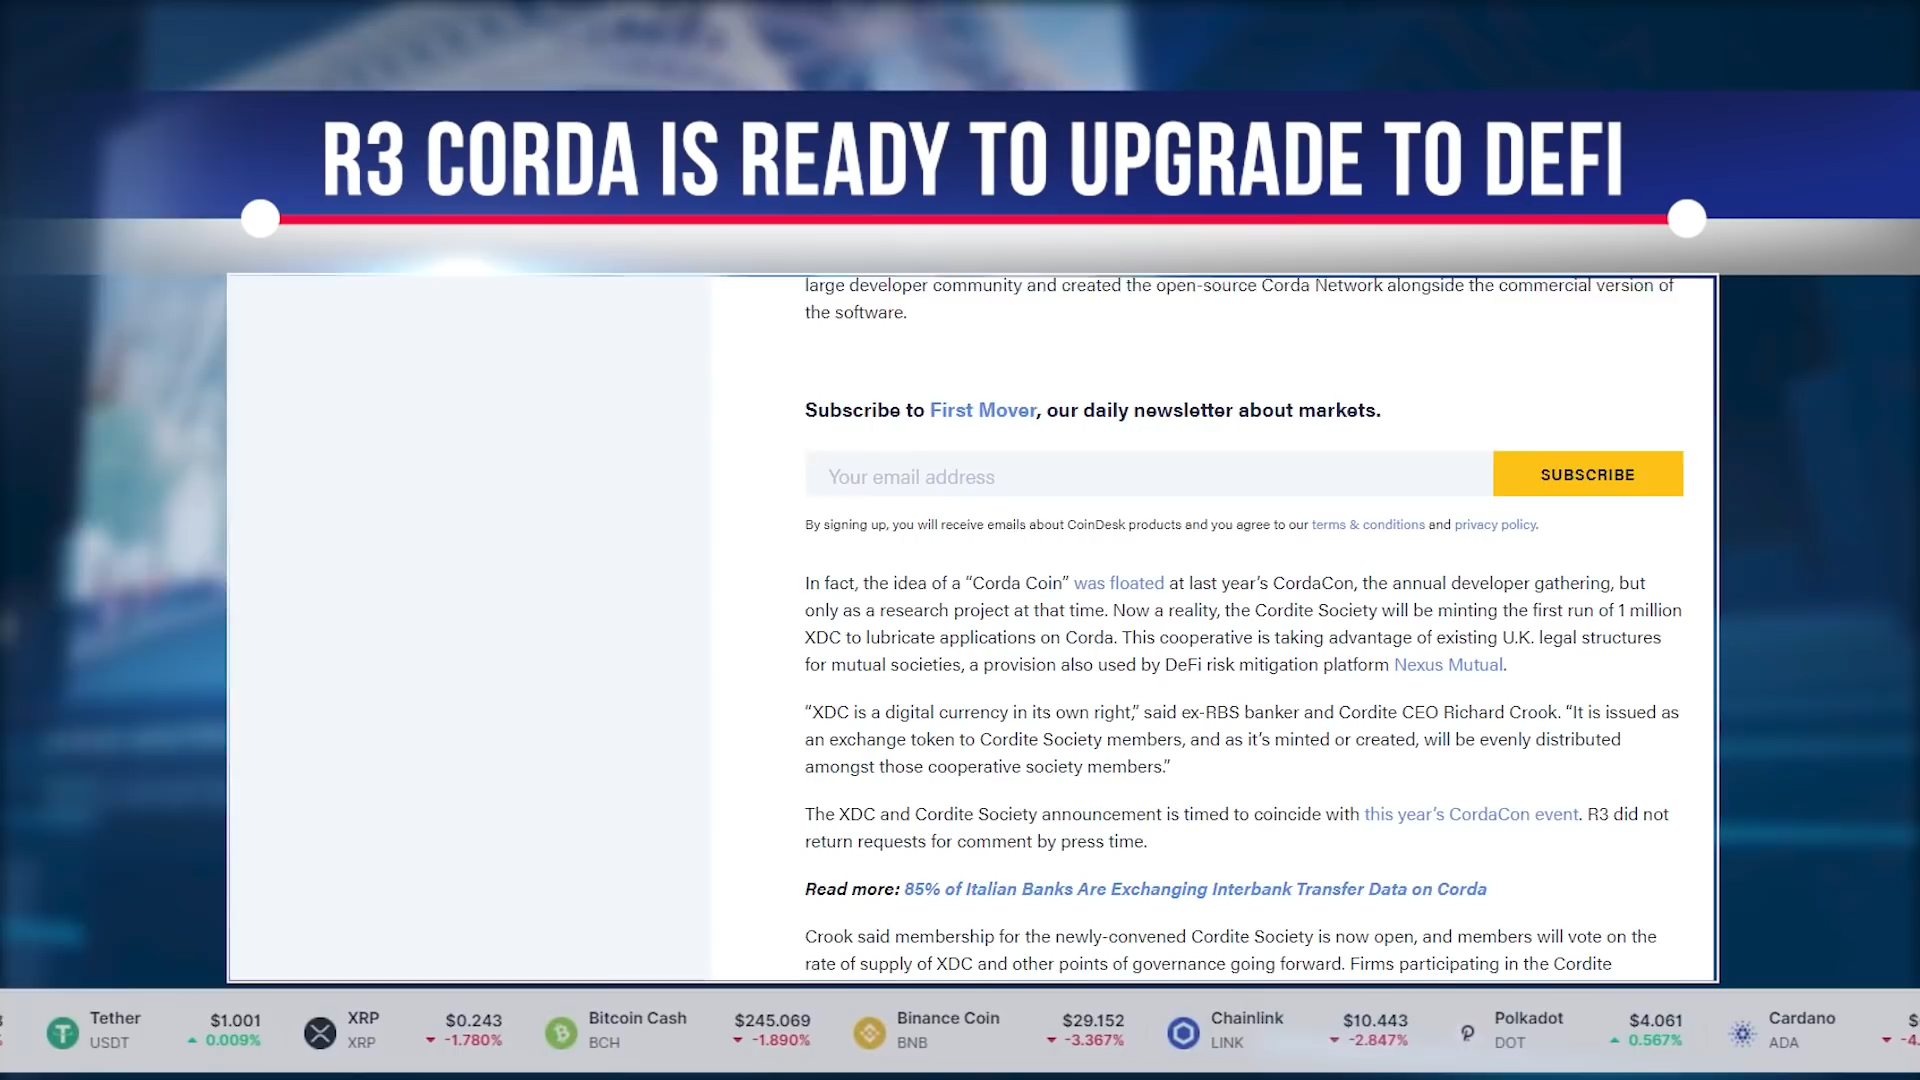 R3 CORDA IS READY TO UPGRADE TO DEFI
large developer community and created the open-source Corda Network alongside the commercial version of
the software.
Subscribe to First Mover, our daily newsletter about markets.
Your email address
SUBSCRIBE
By signing up, you will receive emails about CoinDesk products and you agree to our terms & conditions and privacy policy.
In fact, the idea of a “Corda Coin” was floated at last year’s CordaCon, the annual developer gathering, but
only as a research project at that time. Now a reality, the Cordite Society will be minting the first run of 1 million
XDC to lubricate applications on Corda. This cooperative is taking advantage of existing U.K. legal structures
for mutual societies, a provision also used by DeFi risk mitigation platform Nexus Mutual.
“XDC is a digital currency in its own right,” said ex-RBS banker and Cordite CEO Richard Crook. “It is issued as
an exchange token to Cordite Society members, and as it’s minted or created, will be evenly distributed
amongst those cooperative society members.”
The XDC and Cordite Society announcement is timed to coincide with this year’s CordaCon event. R3 did not
return requests for comment by press time.
Read more: 85% of Italian Banks Are Exchanging Interbank Transfer Data on Corda
Crook said membership for the newly-convened Cordite Society is now open, and members will vote on the
rate of supply of XDC and other points of governance going forward. Firms participating in the Cordite
Tether $1.001 XRP $0.243 Bitcoin Cash $245.069 Binance Coin $29.152 Chainlink $10.443 Polkadot $4.061 Cardano $
USDT 0.009% XRP -1.780% BCH -1.890% BNB -3.367% LINK -2.847% DOT 0.567% ADA -4.